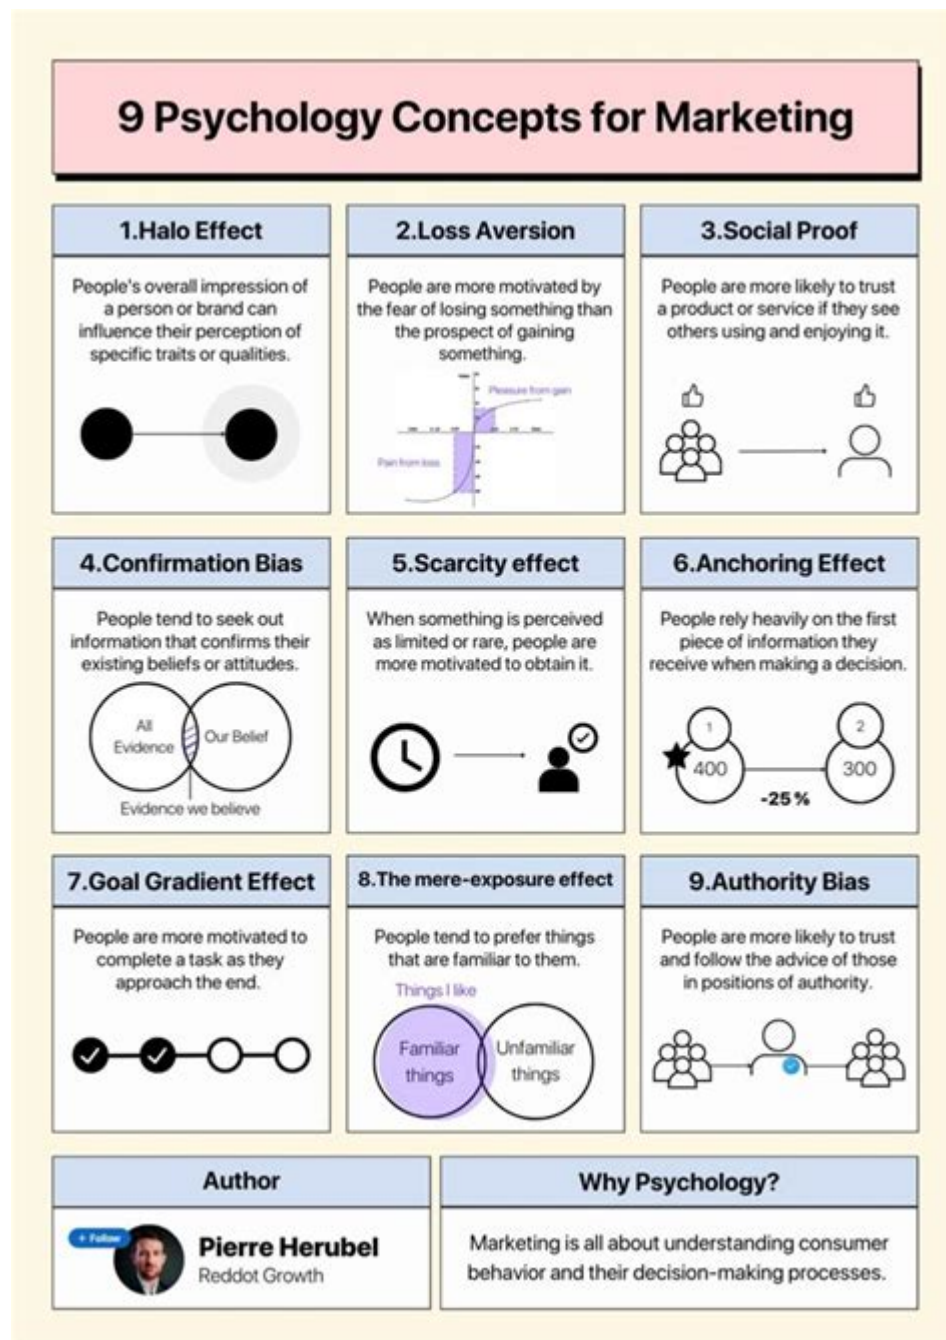 9 Psychology Concepts for Marketing
1.Halo Effect
People's overall impression of
a person or brand can
influence their perception of
specific traits or qualities.
2.Loss Aversion
People are more motivated by
the fear of losing something than
the prospect of gaining
something.
Pleasure from gain
Pain from loss
3.Social Proof
People are more likely to trust
a product or service if they see
others using and enjoying it.
4.Confirmation Bias
People tend to seek out
information that confirms their
existing beliefs or attitudes.
All
Evidence
Our Belief
Evidence we believe
5.Scarcity effect
When something is perceived
as limited or rare, people are
more motivated to obtain it.
6.Anchoring Effect
People rely heavily on the first
piece of information they
receive when making a decision.
1
400
2
300
-25%
7.Goal Gradient Effect
People are more motivated to
complete a task as they
approach the end.
8.The mere-exposure effect
People tend to prefer things
that are familiar to them.
Things I like
Familiar
things
Unfamiliar
things
9.Authority Bias
People are more likely to trust
and follow the advice of those
in positions of authority.
Author
+ Follow
Pierre Herubel
Reddot Growth
Why Psychology?
Marketing is all about understanding consumer
behavior and their decision-making processes.